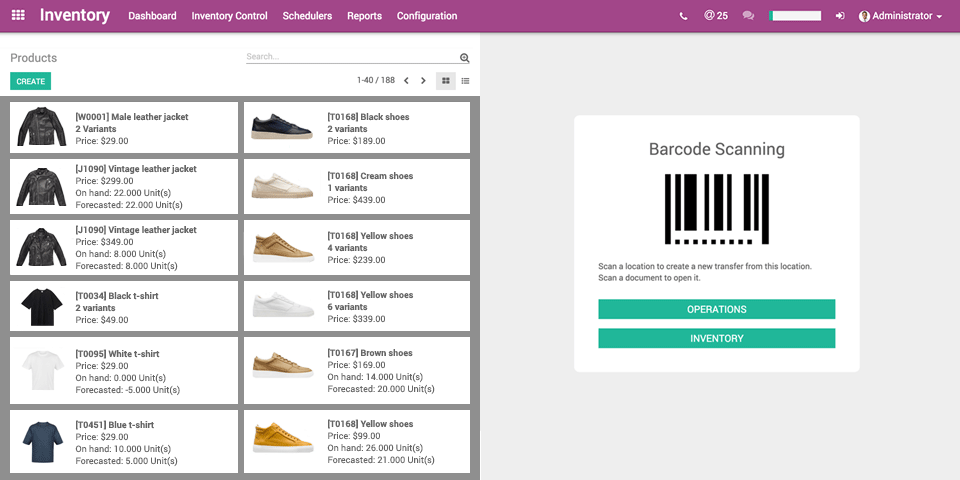 Inventory Dashboard Inventory Control Schedulers Reports Configuration @ 25 Administrator
Products
Search...
CREATE
1-40 / 188
[W0001] Male leather jacket
2 Variants
Price: $29.00
[T0168] Black shoes
2 variants
Price: $189.00
[J1090] Vintage leather jacket
Price: $299.00
On hand: 22.000 Unit(s)
Forecasted: 22.000 Unit(s)
[T0168] Cream shoes
1 variants
Price: $439.00
[J1090] Vintage leather jacket
Price: $349.00
On hand: 8.000 Unit(s)
Forecasted: 8.000 Unit(s)
[T0168] Yellow shoes
4 variants
Price: $239.00
[T0034] Black t-shirt
2 variants
Price: $49.00
[T0168] Yellow shoes
6 variants
Price: $339.00
[T0095] White t-shirt
Price: $29.00
On hand: 0.000 Unit(s)
Forecasted: -5.000 Unit(s)
[T0167] Brown shoes
Price: $169.00
On hand: 14.000 Unit(s)
Forecasted: 20.000 Unit(s)
[T0451] Blue t-shirt
Price: $29.00
On hand: 10.000 Unit(s)
Forecasted: 5.000 Unit(s)
[T0168] Yellow shoes
Price: $99.00
On hand: 26.000 Unit(s)
Forecasted: 21.000 Unit(s)
Barcode Scanning
Scan a location to create a new transfer from this location.
Scan a document to open it.
OPERATIONS
INVENTORY